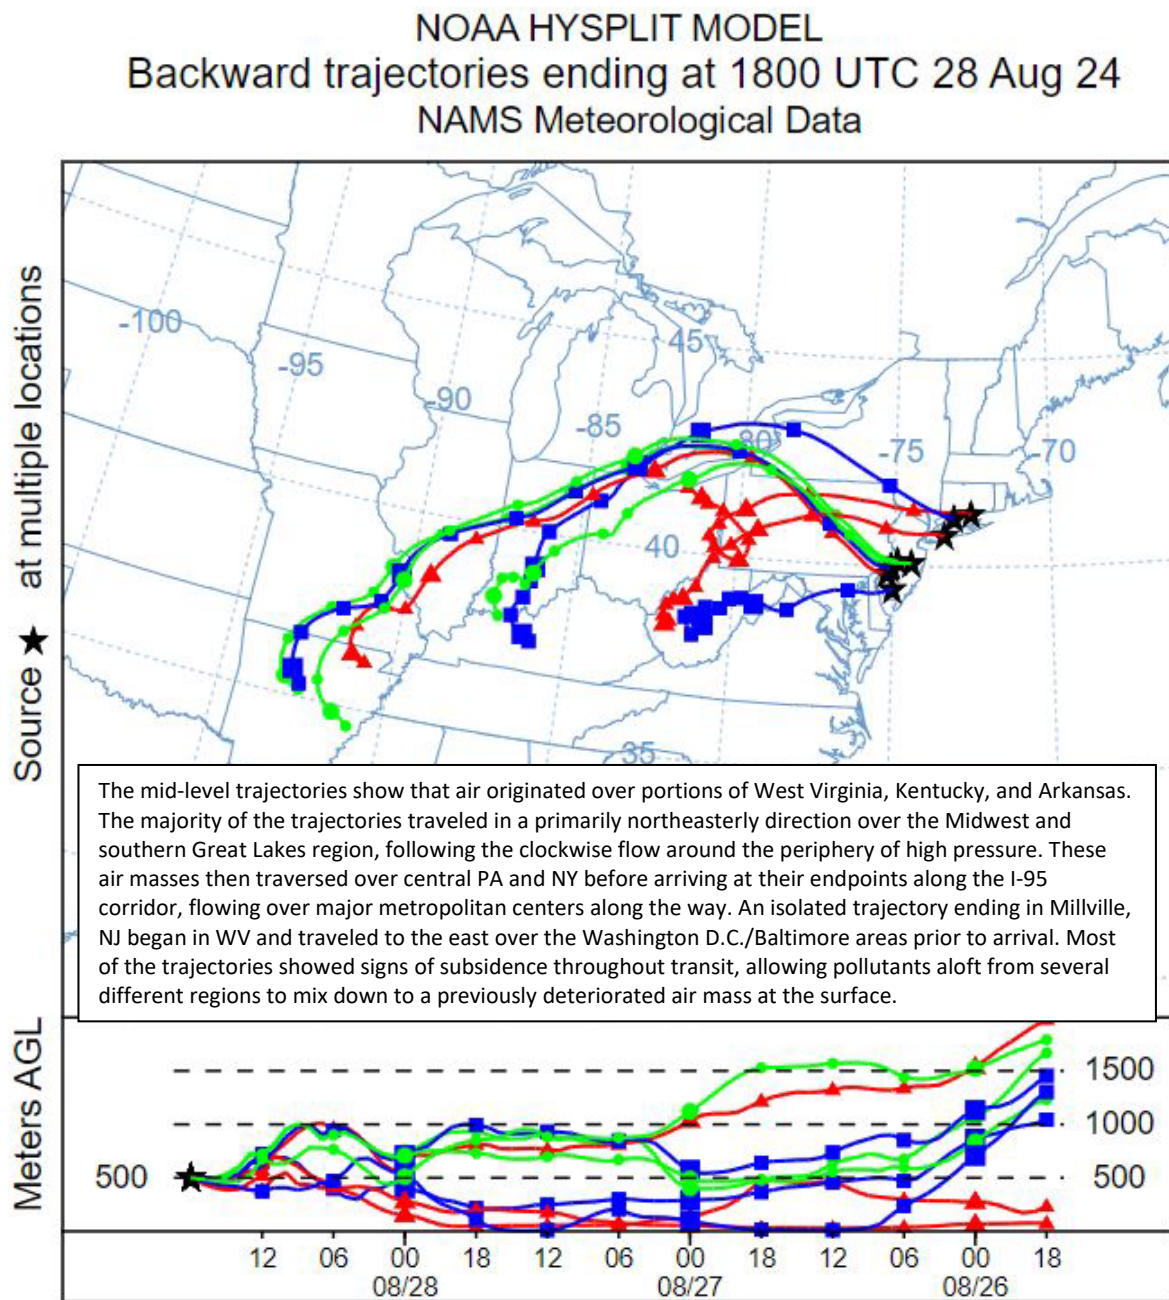 NOAA HYSPLIT MODEL
Backward trajectories ending at 1800 UTC 28 Aug 24
NAMS Meteorological Data
Source ★ at multiple locations
-100
-95
-90
-85
-80
-75
-70
45
40
35
The mid-level trajectories show that air originated over portions of West Virginia, Kentucky, and Arkansas.
The majority of the trajectories traveled in a primarily northeasterly direction over the Midwest and
southern Great Lakes region, following the clockwise flow around the periphery of high pressure. These
air masses then traversed over central PA and NY before arriving at their endpoints along the I-95
corridor, flowing over major metropolitan centers along the way. An isolated trajectory ending in Millville,
NJ began in WV and traveled to the east over the Washington D.C./Baltimore areas prior to arrival. Most
of the trajectories showed signs of subsidence throughout transit, allowing pollutants aloft from several
different regions to mix down to a previously deteriorated air mass at the surface.
Meters AGL
500
1500
1000
500
12 06 00 18 12 06 00 18 12 06 00 18
08/28 08/27 08/26